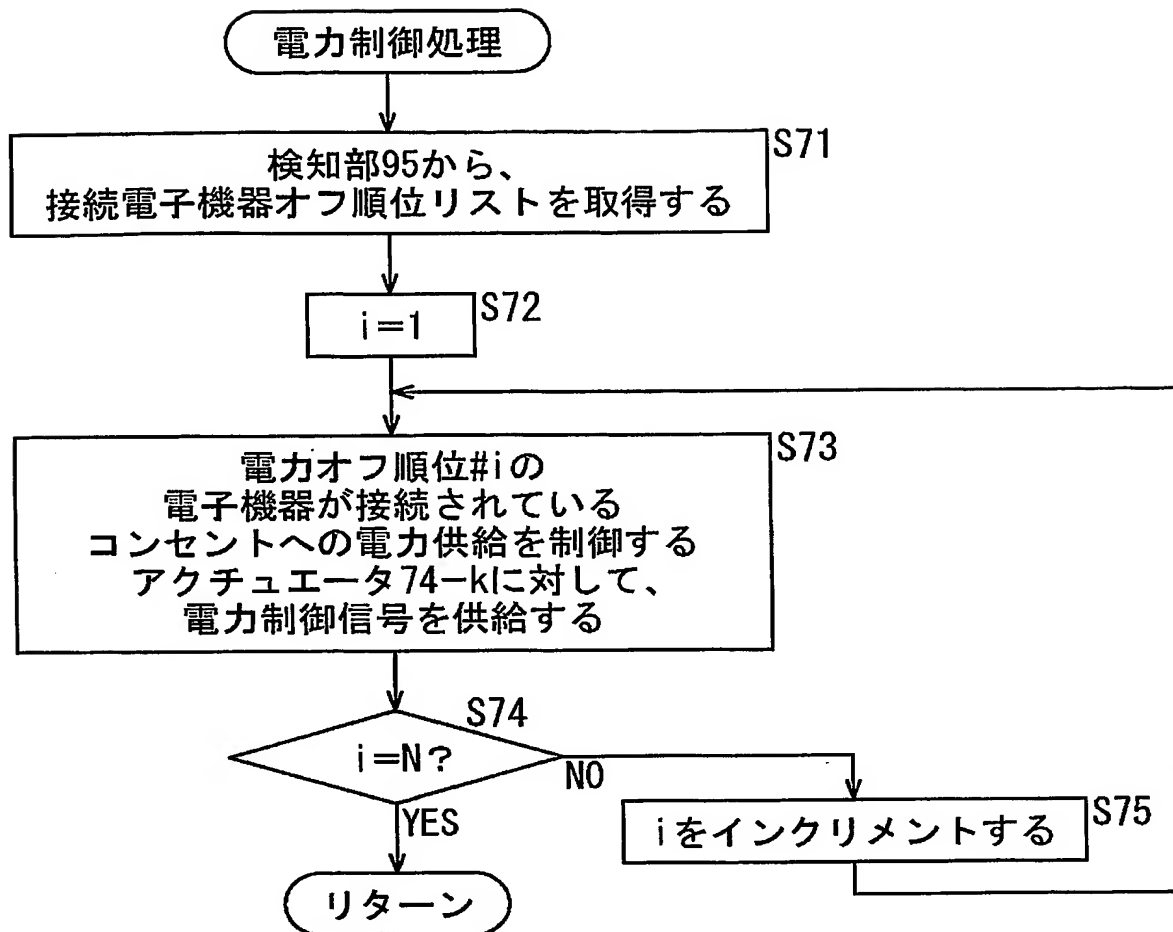 電力制御処理
S71
検知部95から、
接続電子機器オフ順位リストを取得する
S72
i=1
S73
電力オフ順位#iの
電子機器が接続されている
コンセントへの電力供給を制御する
アクチュエータ74-kに対して、
電力制御信号を供給する
S74
i=N?
NO
YES
S75
iをインクリメントする
リターン